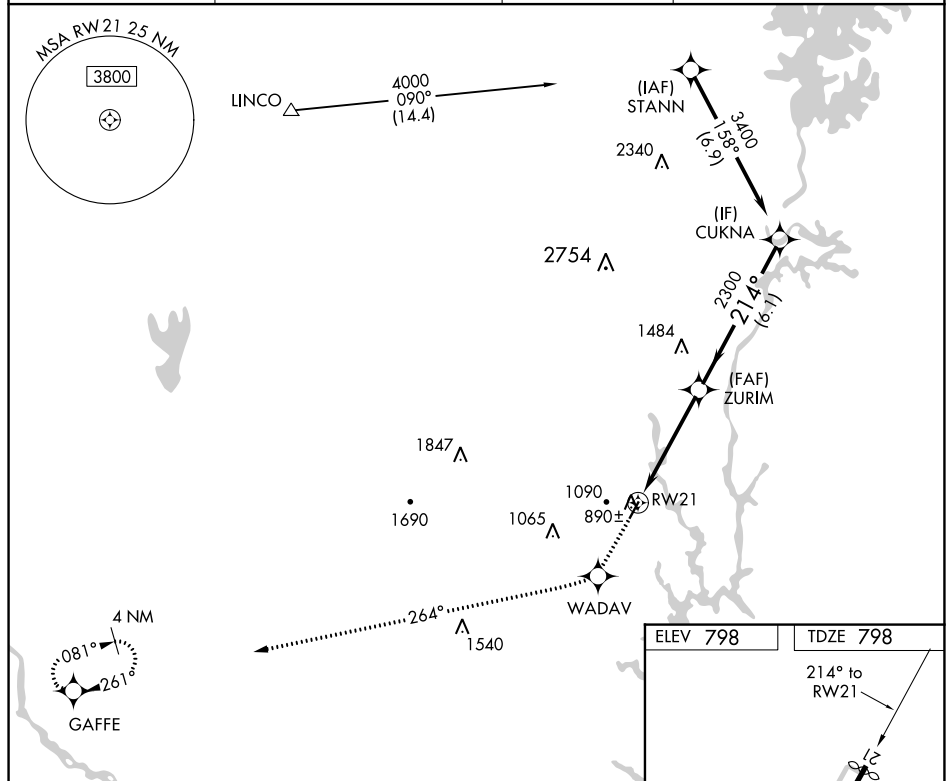 MSA RW21 25 NM
3800
LINCO
4000
090°
(14.4)
(IAF)
STANN
3400
158°
(6.9)
2340
(IF)
CUKNA
2754
2300
214°
(6.1)
1484
(FAF)
ZURIM
1847
1690
1090
RW21
890±
1065
WADAV
264°
1540
4 NM
081°
261°
GAFFE
ELEV 798
TDZE 798
214° to
RW21
21